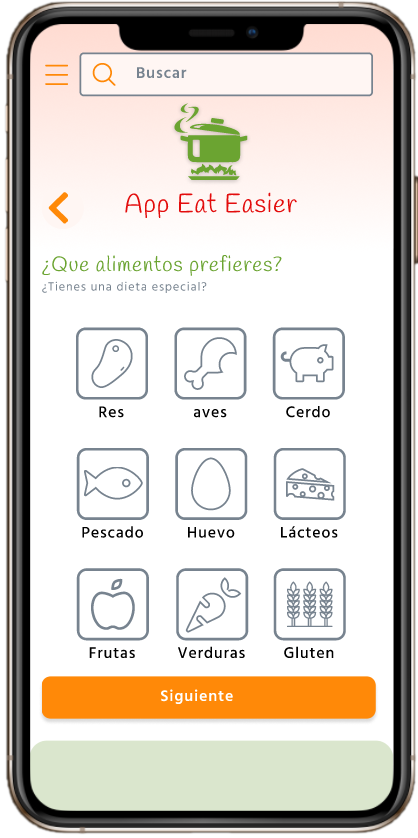 Buscar
App Eat Easier
¿Que alimentos prefieres?
¿Tienes una dieta especial?
Res aves Cerdo
Pescado Huevo Lácteos
Frutas Verduras Gluten
Siguiente